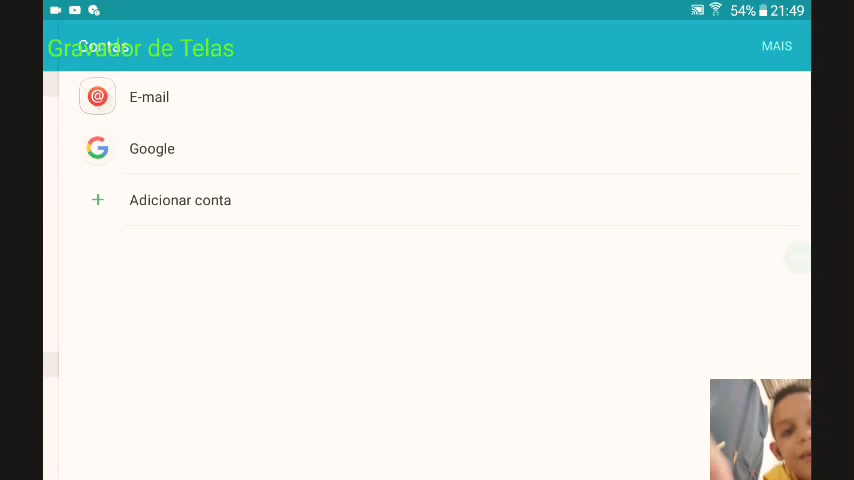 54% 21:49
Contas
Gravador de Telas
MAIS
E-mail
Google
Adicionar conta